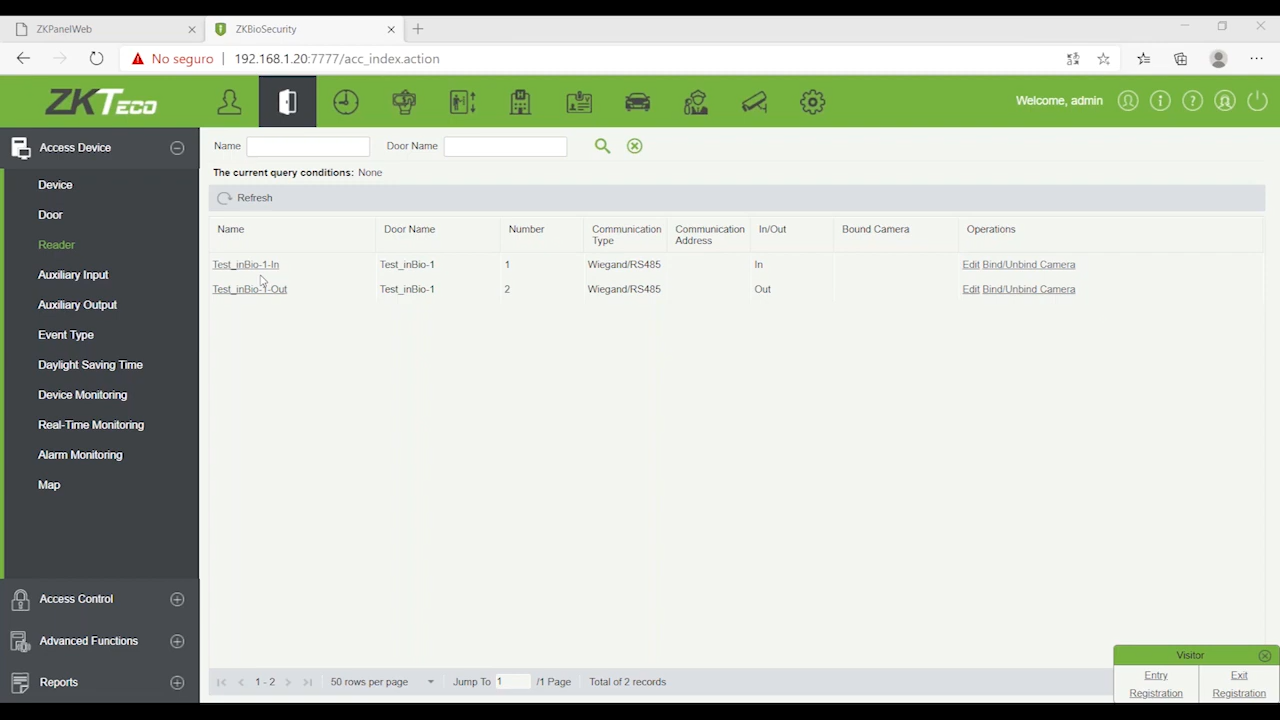 ZKPanelWeb
ZKBioSecurity
No seguro | 192.168.1.20:7777/acc_index.action
ZKTECO
Welcome, admin
Access Device
Device
Door
Reader
Auxiliary Input
Auxiliary Output
Event Type
Daylight Saving Time
Device Monitoring
Real-Time Monitoring
Alarm Monitoring
Map
Access Control
Advanced Functions
Reports
Name Door Name
The current query conditions: None
Refresh
Name Door Name Number Communication Type Communication Address In/Out Bound Camera Operations
Test_inBio-1-In Test_inBio-1 1 Wiegand/RS485 In Edit Bind/Unbind Camera
Test_inBio-1-Out Test_inBio-1 2 Wiegand/RS485 Out Edit Bind/Unbind Camera
1 - 2 50 rows per page Jump To 1 /1 Page Total of 2 records
Visitor
Entry Registration
Exit Registration